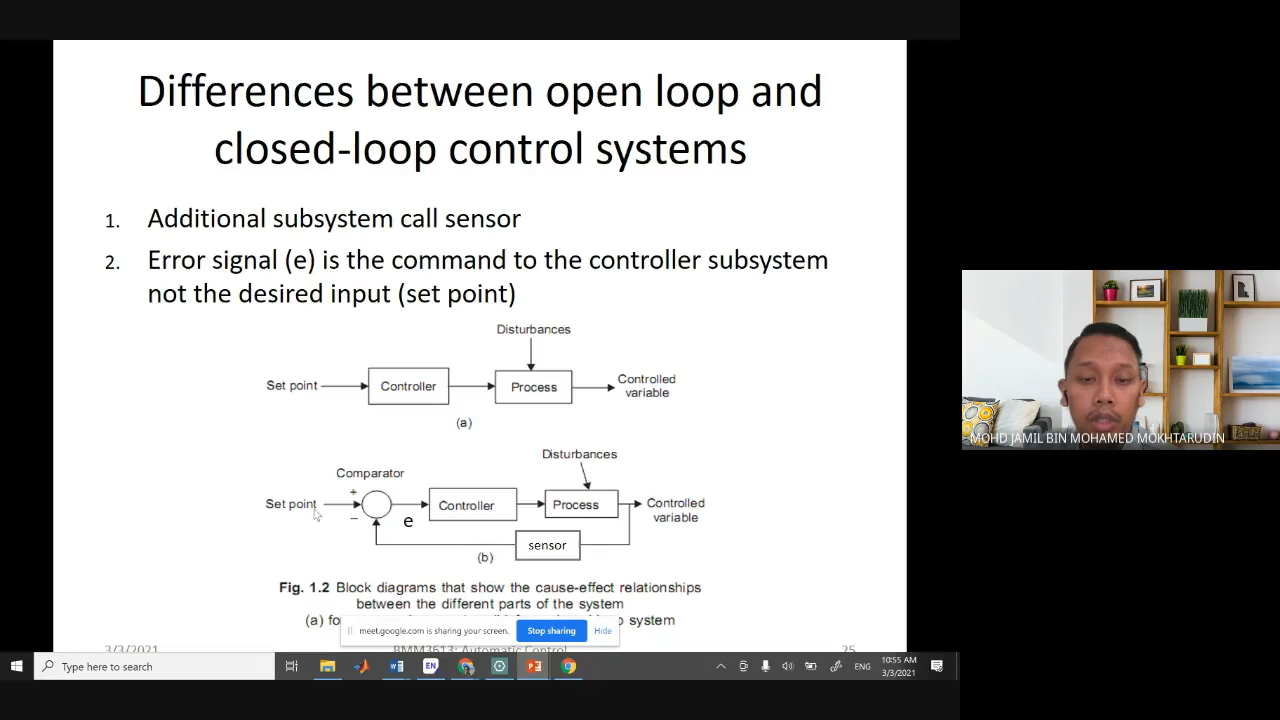 Differences between open loop and
closed-loop control systems
1. Additional subsystem call sensor
2. Error signal (e) is the command to the controller subsystem
not the desired input (set point)
Disturbances
Set point
Controller
Process
Controlled
variable
(a)
Disturbances
Comparator
+
Set point
−
e
Controller
Process
Controlled
variable
sensor
(b)
Fig. 1.2 Block diagrams that show the cause-effect relationships
between the different parts of the system
(a) fo
system
meet.google.com is sharing your screen.
Stop sharing
Hide
3/3/2021
BMM3613: Automatic Control
25
Type here to search
EN
ENG
10:55 AM
3/3/2021
MOHD JAMIL BIN MOHAMED MOKHTARUDIN